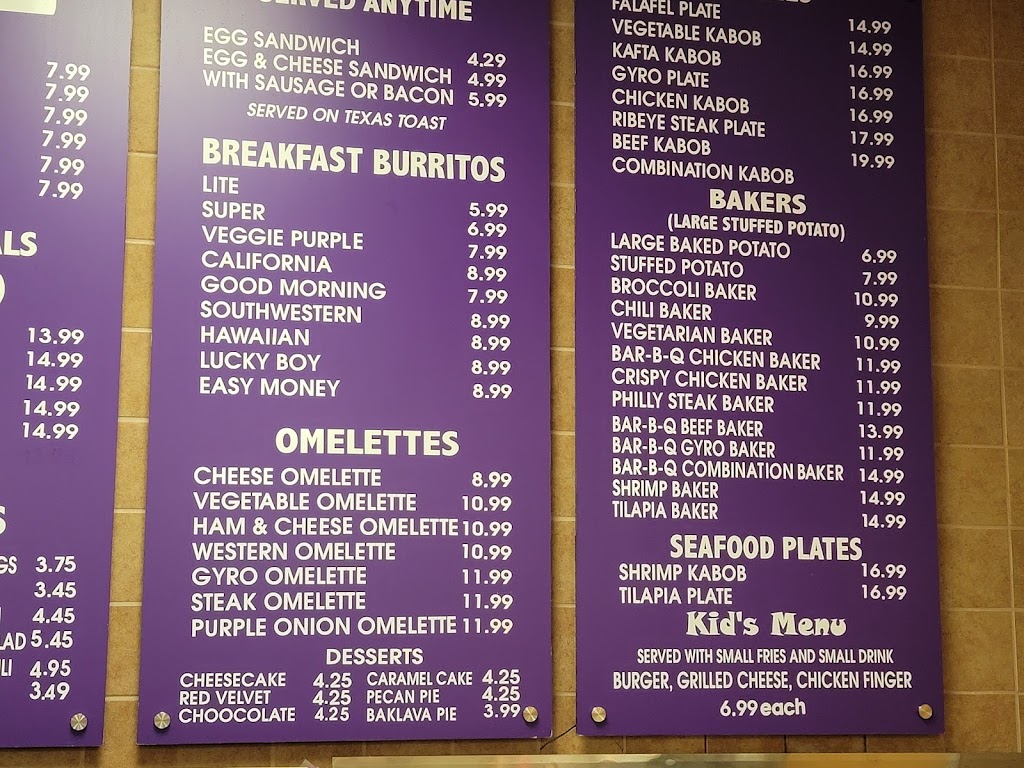 7.99
7.99
7.99
7.99
7.99
7.99
ALS
13.99
14.99
14.99
14.99
14.99
S
GS 3.75
3.45
4.45
LAD 5.45
ILI 4.95
3.49
SERVED ANYTIME
EGG SANDWICH 4.29
EGG & CHEESE SANDWICH 4.99
WITH SAUSAGE OR BACON 5.99
SERVED ON TEXAS TOAST
BREAKFAST BURRITOS
LITE 5.99
SUPER 6.99
VEGGIE PURPLE 7.99
CALIFORNIA 8.99
GOOD MORNING 7.99
SOUTHWESTERN 8.99
HAWAIIAN 8.99
LUCKY BOY 8.99
EASY MONEY 8.99
OMELETTES
CHEESE OMELETTE 8.99
VEGETABLE OMELETTE 10.99
HAM & CHEESE OMELETTE 10.99
WESTERN OMELETTE 10.99
GYRO OMELETTE 11.99
STEAK OMELETTE 11.99
PURPLE ONION OMELETTE 11.99
DESSERTS
CHEESECAKE 4.25 CARAMEL CAKE 4.25
RED VELVET 4.25 PECAN PIE 4.25
CHOOCOLATE 4.25 BAKLAVA PIE 3.99
FALAFEL PLATE 14.99
VEGETABLE KABOB 14.99
KAFTA KABOB 16.99
GYRO PLATE 16.99
CHICKEN KABOB 16.99
RIBEYE STEAK PLATE 17.99
BEEF KABOB 19.99
COMBINATION KABOB
BAKERS
(LARGE STUFFED POTATO)
LARGE BAKED POTATO 6.99
STUFFED POTATO 7.99
BROCCOLI BAKER 10.99
CHILI BAKER 9.99
VEGETARIAN BAKER 10.99
BAR-B-Q CHICKEN BAKER 11.99
CRISPY CHICKEN BAKER 11.99
PHILLY STEAK BAKER 11.99
BAR-B-Q BEEF BAKER 13.99
BAR-B-Q GYRO BAKER 11.99
BAR-B-Q COMBINATION BAKER 14.99
SHRIMP BAKER 14.99
TILAPIA BAKER 14.99
SEAFOOD PLATES
SHRIMP KABOB 16.99
TILAPIA PLATE 16.99
Kid's Menu
SERVED WITH SMALL FRIES AND SMALL DRINK
BURGER, GRILLED CHEESE, CHICKEN FINGER
6.99 each